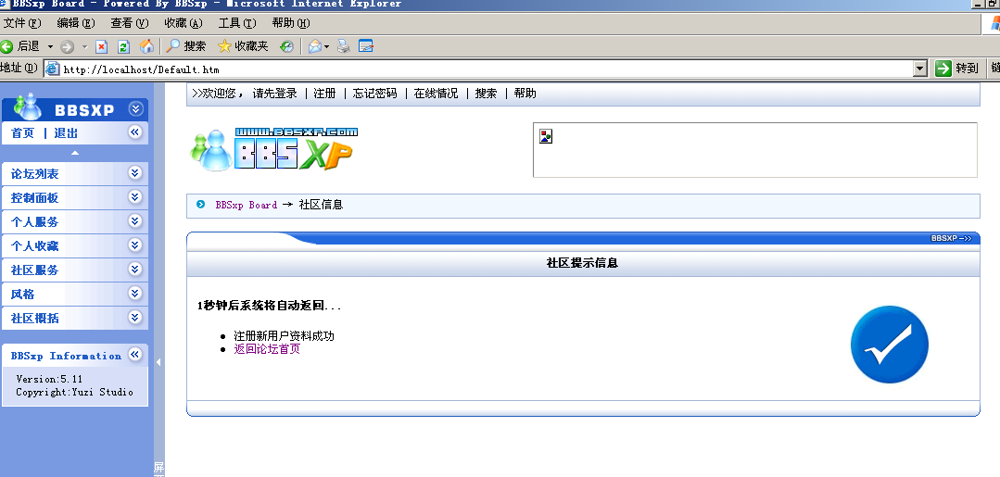 BBSxp Board - Powered By BBSxp - Microsoft Internet Explorer
文件(F) 编辑(E) 查看(V) 收藏(A) 工具(T) 帮助(H)
后退 搜索 收藏夹
地址(D) http://localhost/Default.htm 转到
BBSXP
首页 | 退出
论坛列表
控制面板
个人服务
个人收藏
社区服务
风格
社区概括
BBSxp Information
Version:5.11
Copyright:Yuzi Studio
屏
>>欢迎您， 请先登录 | 注册 | 忘记密码 | 在线情况 | 搜索 | 帮助
www.BBSXP.com
BBSXP
BBSxp Board → 社区信息
BBSXP ->>
社区提示信息
1秒钟后系统将自动返回...
注册新用户资料成功
返回论坛首页